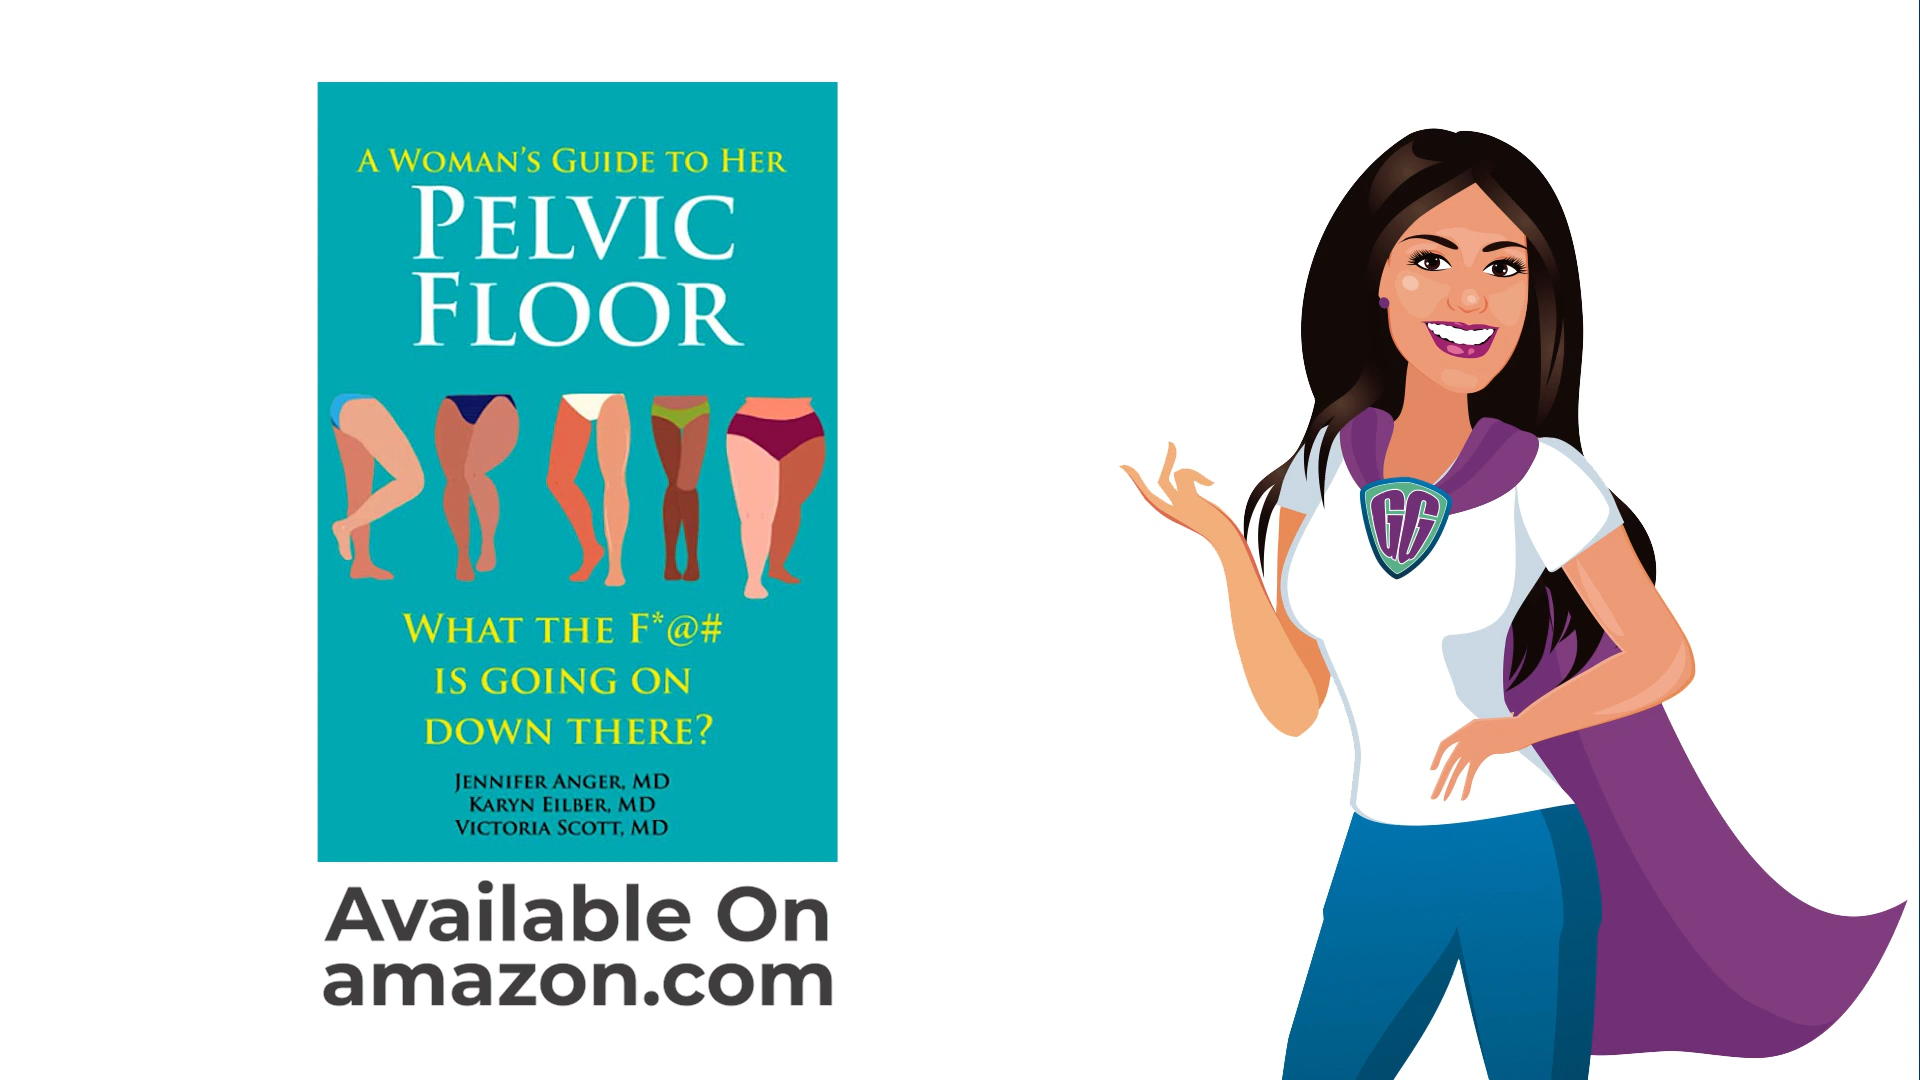 A Woman's Guide to Her
Pelvic
Floor
What the F*@#
is going on
down there?
Jennifer Anger, MD
Karyn Eilber, MD
Victoria Scott, MD
Available On
amazon.com
GG